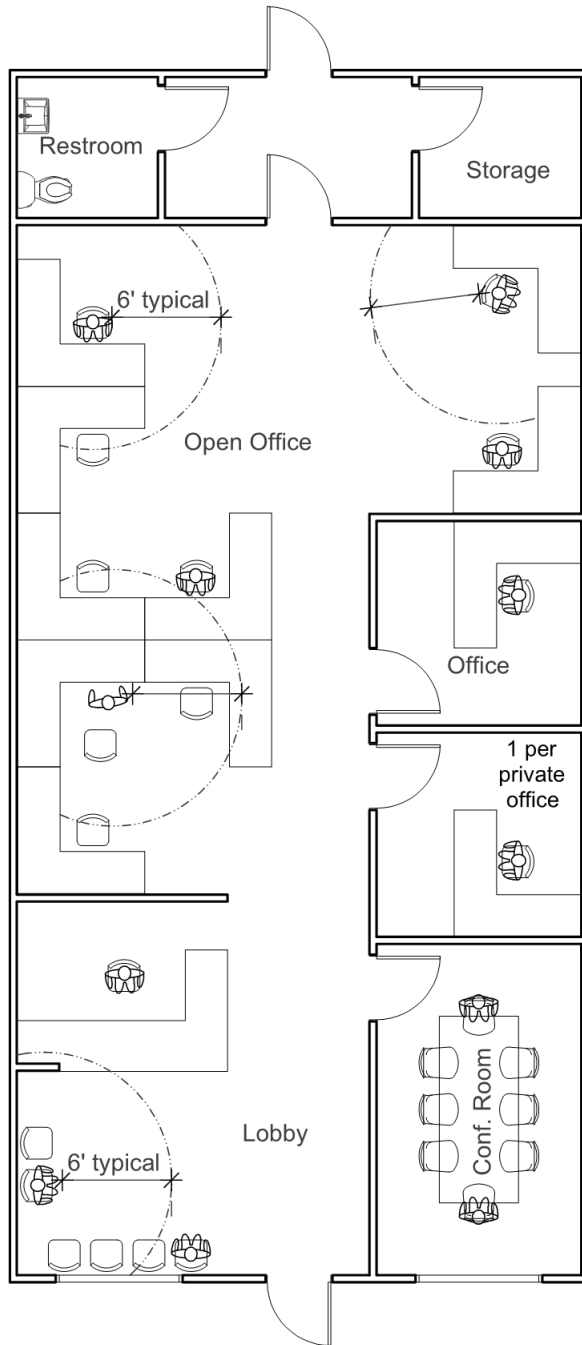 Restroom
Storage
6' typical
Open Office
Office
1 per
private
office
Conf. Room
Lobby
6' typical